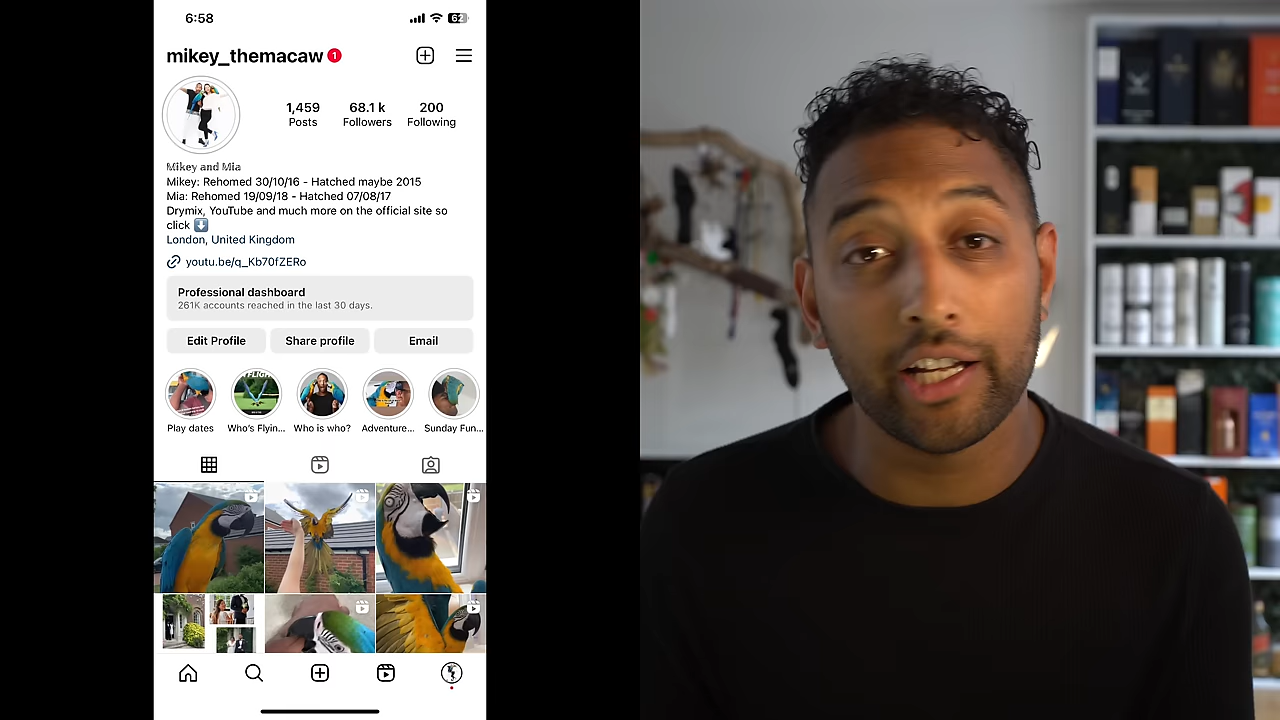 6:58
62
mikey_themacaw 1
1,459 68.1 k 200
Posts Followers Following
Mikey and Mia
Mikey: Rehomed 30/10/16 - Hatched maybe 2015
Mia: Rehomed 19/09/18 - Hatched 07/08/17
Drymix, YouTube and much more on the official site so
click ⬇️
London, United Kingdom
youtu.be/q_Kb70fZERo
Professional dashboard
261K accounts reached in the last 30 days.
Edit Profile Share profile Email
Play dates Who's Flyin... Who is who? Adventure... Sunday Fun...